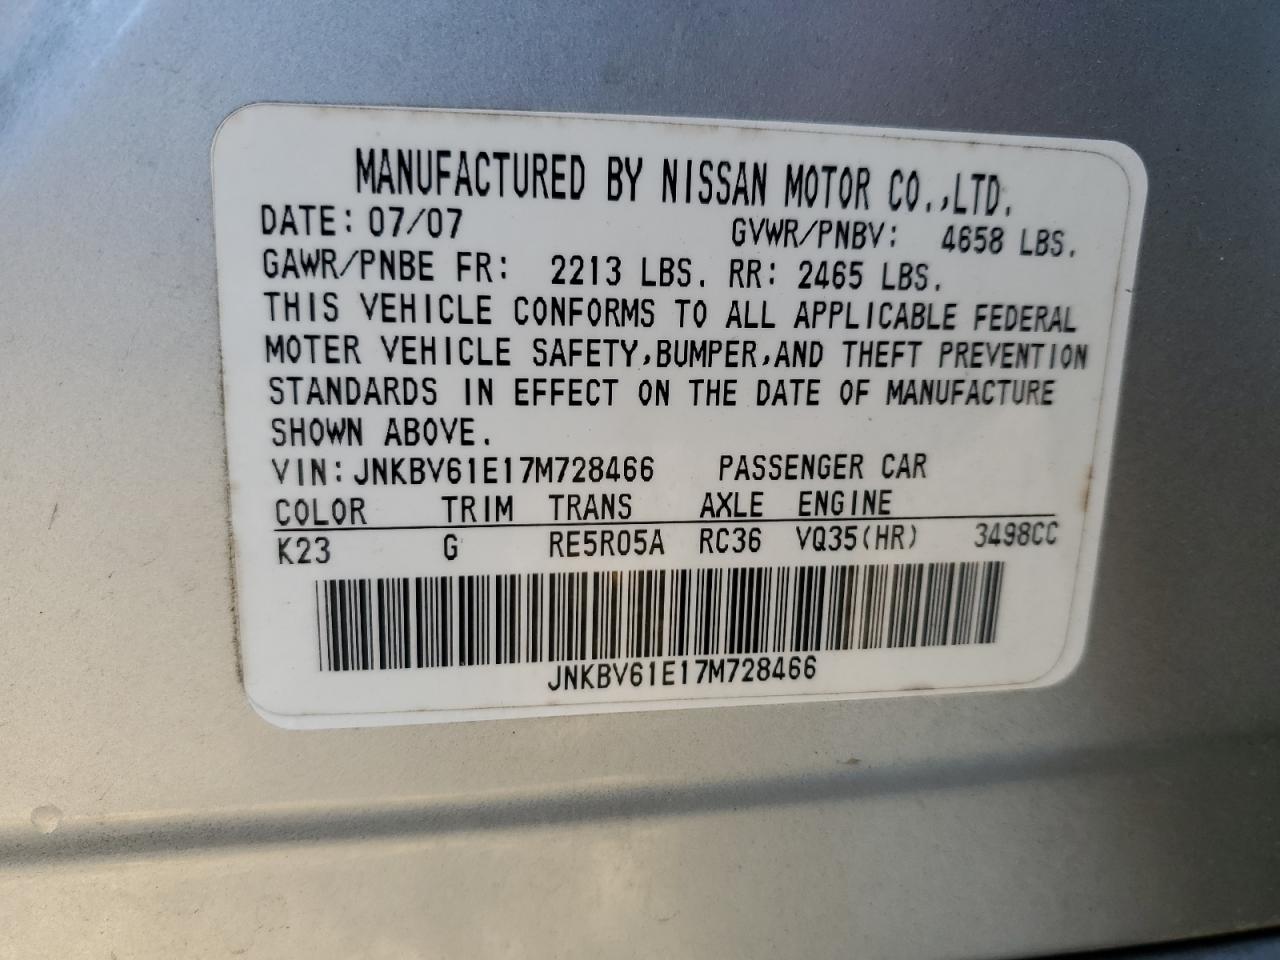 MANUFACTURED BY NISSAN MOTOR CO.,LTD.
DATE: 07/07 GVWR/PNBV: 4658 LBS.
GAWR/PNBE FR: 2213 LBS. RR: 2465 LBS.
THIS VEHICLE CONFORMS TO ALL APPLICABLE FEDERAL
MOTER VEHICLE SAFETY,BUMPER,AND THEFT PREVENTION
STANDARDS IN EFFECT ON THE DATE OF MANUFACTURE
SHOWN ABOVE.
VIN:JNKBV61E17M728466 PASSENGER CAR
COLOR TRIM TRANS AXLE ENGINE
K23 G RE5R05A RC36 VQ35(HR) 3498CC
JNKBV61E17M728466